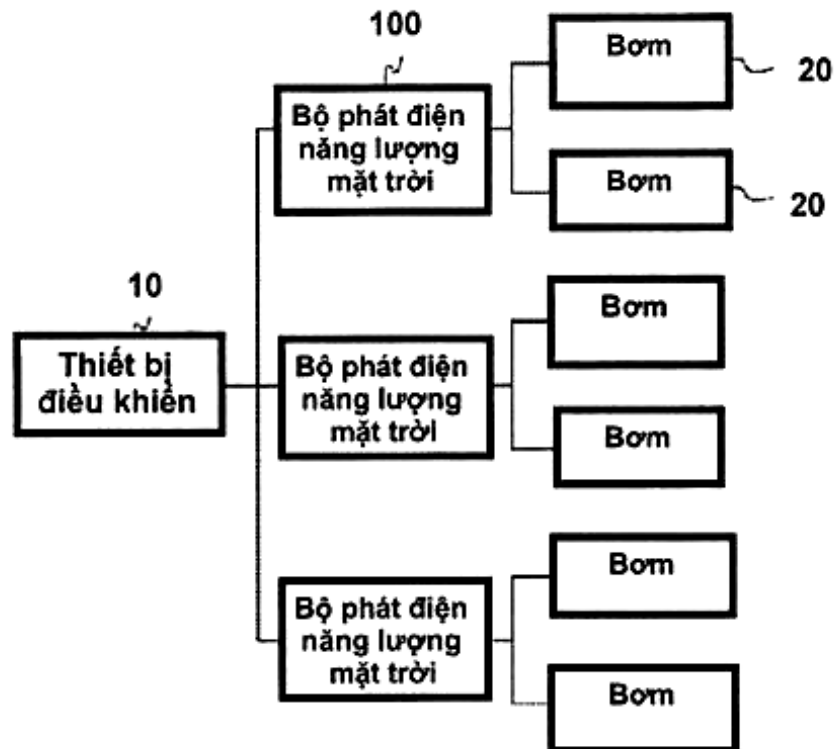 100
Bơm
20
Bộ phát điện
năng lượng
mặt trời
Bơm
20
10
Thiết bị
điều khiển
Bơm
Bộ phát điện
năng lượng
mặt trời
Bơm
Bơm
Bộ phát điện
năng lượng
mặt trời
Bơm